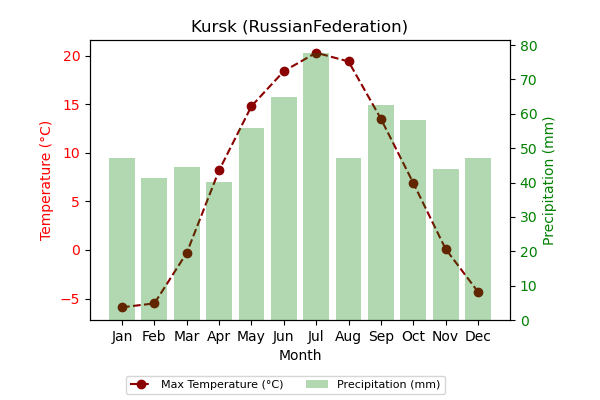 Kursk (RussianFederation)
20
15
10
5
0
−5
Temperature (°C)
80
70
60
50
40
30
20
10
0
Precipitation (mm)
Jan Feb Mar Apr May Jun Jul Aug Sep Oct Nov Dec
Month
Max Temperature (°C) Precipitation (mm)